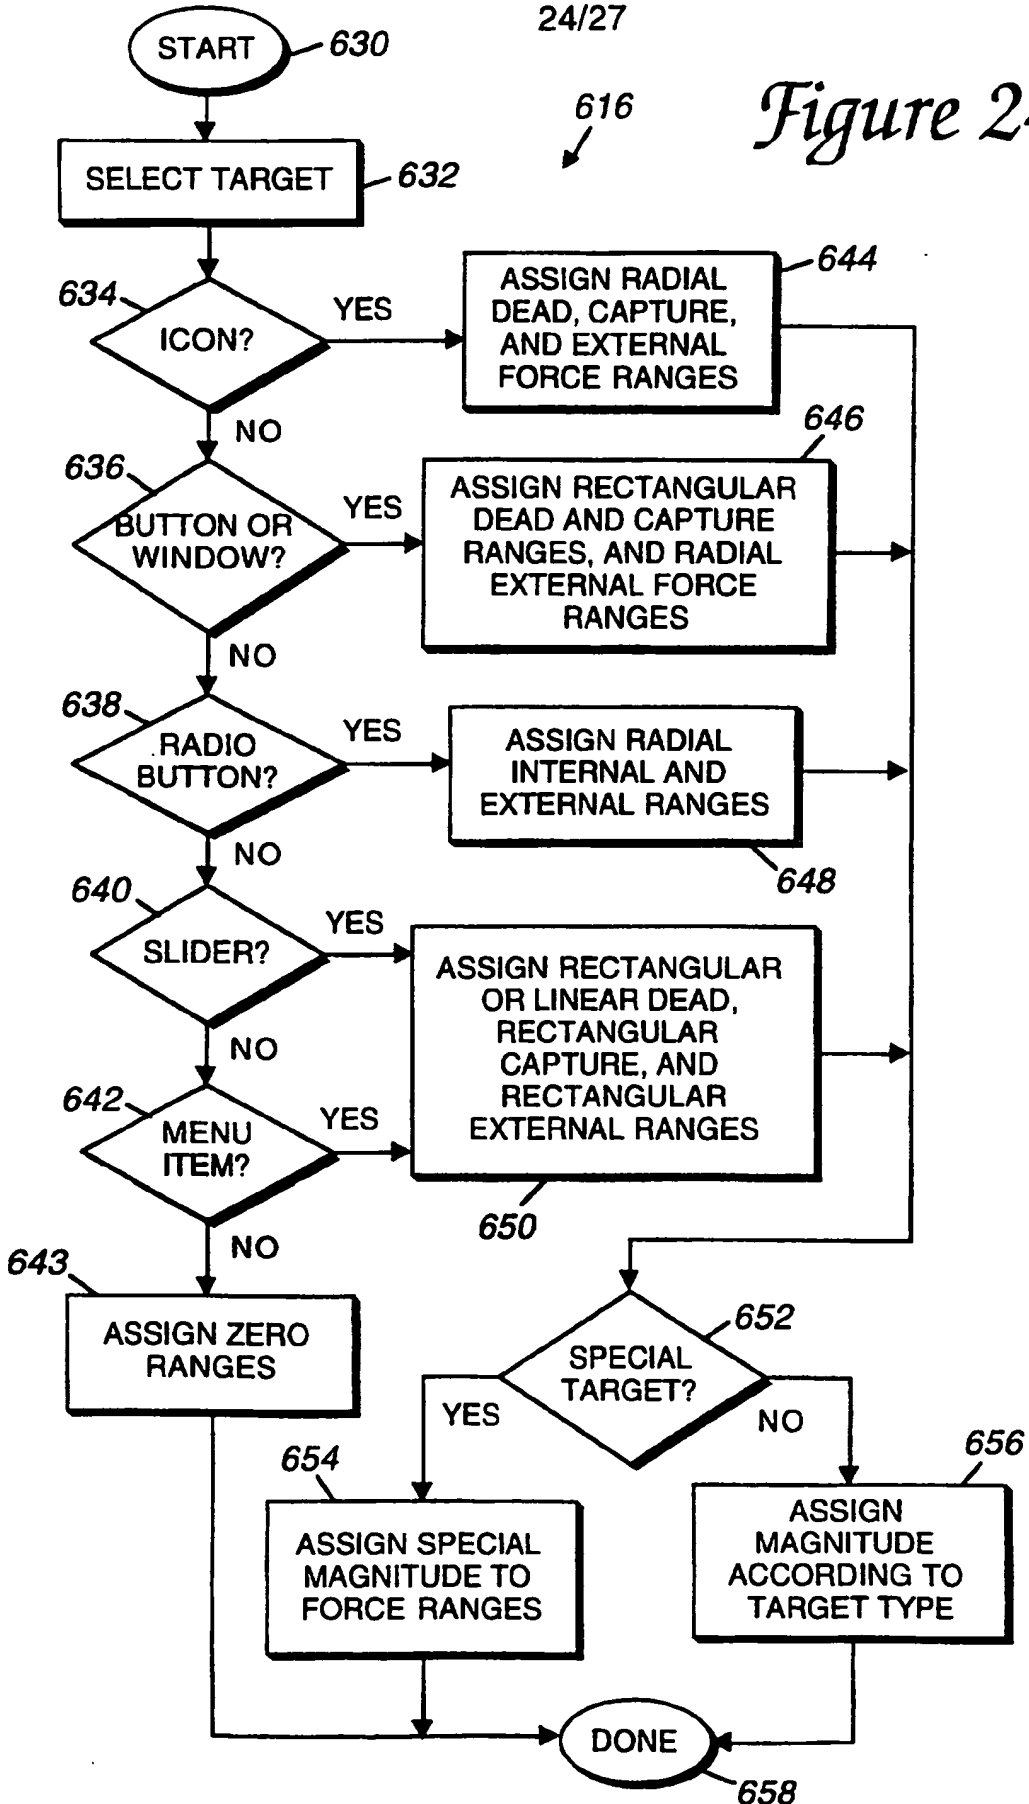 24/27
START
630
616
Figure 2
SELECT TARGET
632
634
ICON?
YES
ASSIGN RADIAL
DEAD, CAPTURE,
AND EXTERNAL
FORCE RANGES
644
NO
636
BUTTON OR
WINDOW?
YES
ASSIGN RECTANGULAR
DEAD AND CAPTURE
RANGES, AND RADIAL
EXTERNAL FORCE
RANGES
646
NO
638
RADIO
BUTTON?
YES
ASSIGN RADIAL
INTERNAL AND
EXTERNAL RANGES
648
NO
640
SLIDER?
YES
ASSIGN RECTANGULAR
OR LINEAR DEAD,
RECTANGULAR
CAPTURE, AND
RECTANGULAR
EXTERNAL RANGES
650
NO
642
MENU
ITEM?
YES
NO
643
ASSIGN ZERO
RANGES
652
SPECIAL
TARGET?
YES
NO
654
ASSIGN SPECIAL
MAGNITUDE TO
FORCE RANGES
656
ASSIGN
MAGNITUDE
ACCORDING TO
TARGET TYPE
DONE
658